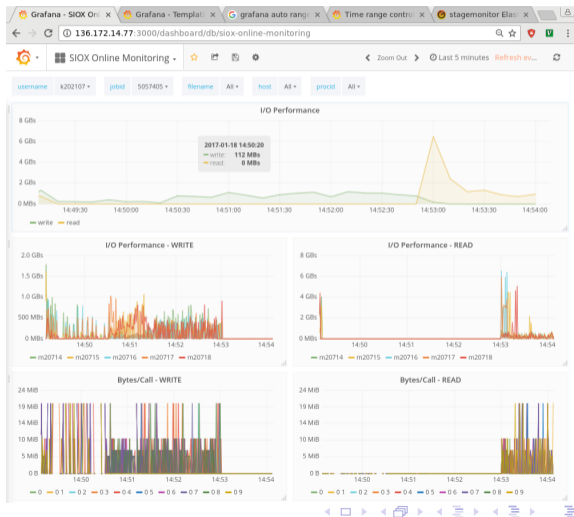 Grafana - SIOX Onl × Grafana - Templati × grafana auto rang × Time range control × stagemonitor Elas ×
136.172.14.77:3000/dashboard/db/siox-online-monitoring
SIOX Online Monitoring Zoom Out Last 5 minutes Refresh ev...
username k202107 jobid 5057405 filename All host All procid All
I/O Performance
8 GBs
6 GBs
4 GBs
2 GBs
0 MBs
2017-01-18 14:50:20
write: 112 MBs
read: 0 MBs
14:49:30 14:50:00 14:50:30 14:51:00 14:51:30 14:52:00 14:52:30 14:53:00 14:53:30 14:54:00
write read
I/O Performance - WRITE
2.0 GBs
1.5 GBs
1.0 GBs
500 MBs
0 MBs
14:50 14:51 14:52 14:53 14:54
m20714 m20715 m20716 m20717 m20718
I/O Performance - READ
8 GBs
6 GBs
4 GBs
2 GBs
0 MBs
14:50 14:51 14:52 14:53 14:54
m20714 m20715 m20716 m20717 m20718
Bytes/Call - WRITE
24 MiB
19 MiB
14 MiB
10 MiB
5 MiB
0 B
14:50 14:51 14:52 14:53 14:54
0 0 1 0 2 0 3 0 4 0 5 0 6 0 7 0 8 0 9
Bytes/Call - READ
24 MiB
19 MiB
14 MiB
10 MiB
5 MiB
0 B
14:50 14:51 14:52 14:53 14:54
0 0 1 0 2 0 3 0 4 0 5 0 6 0 7 0 8 0 9